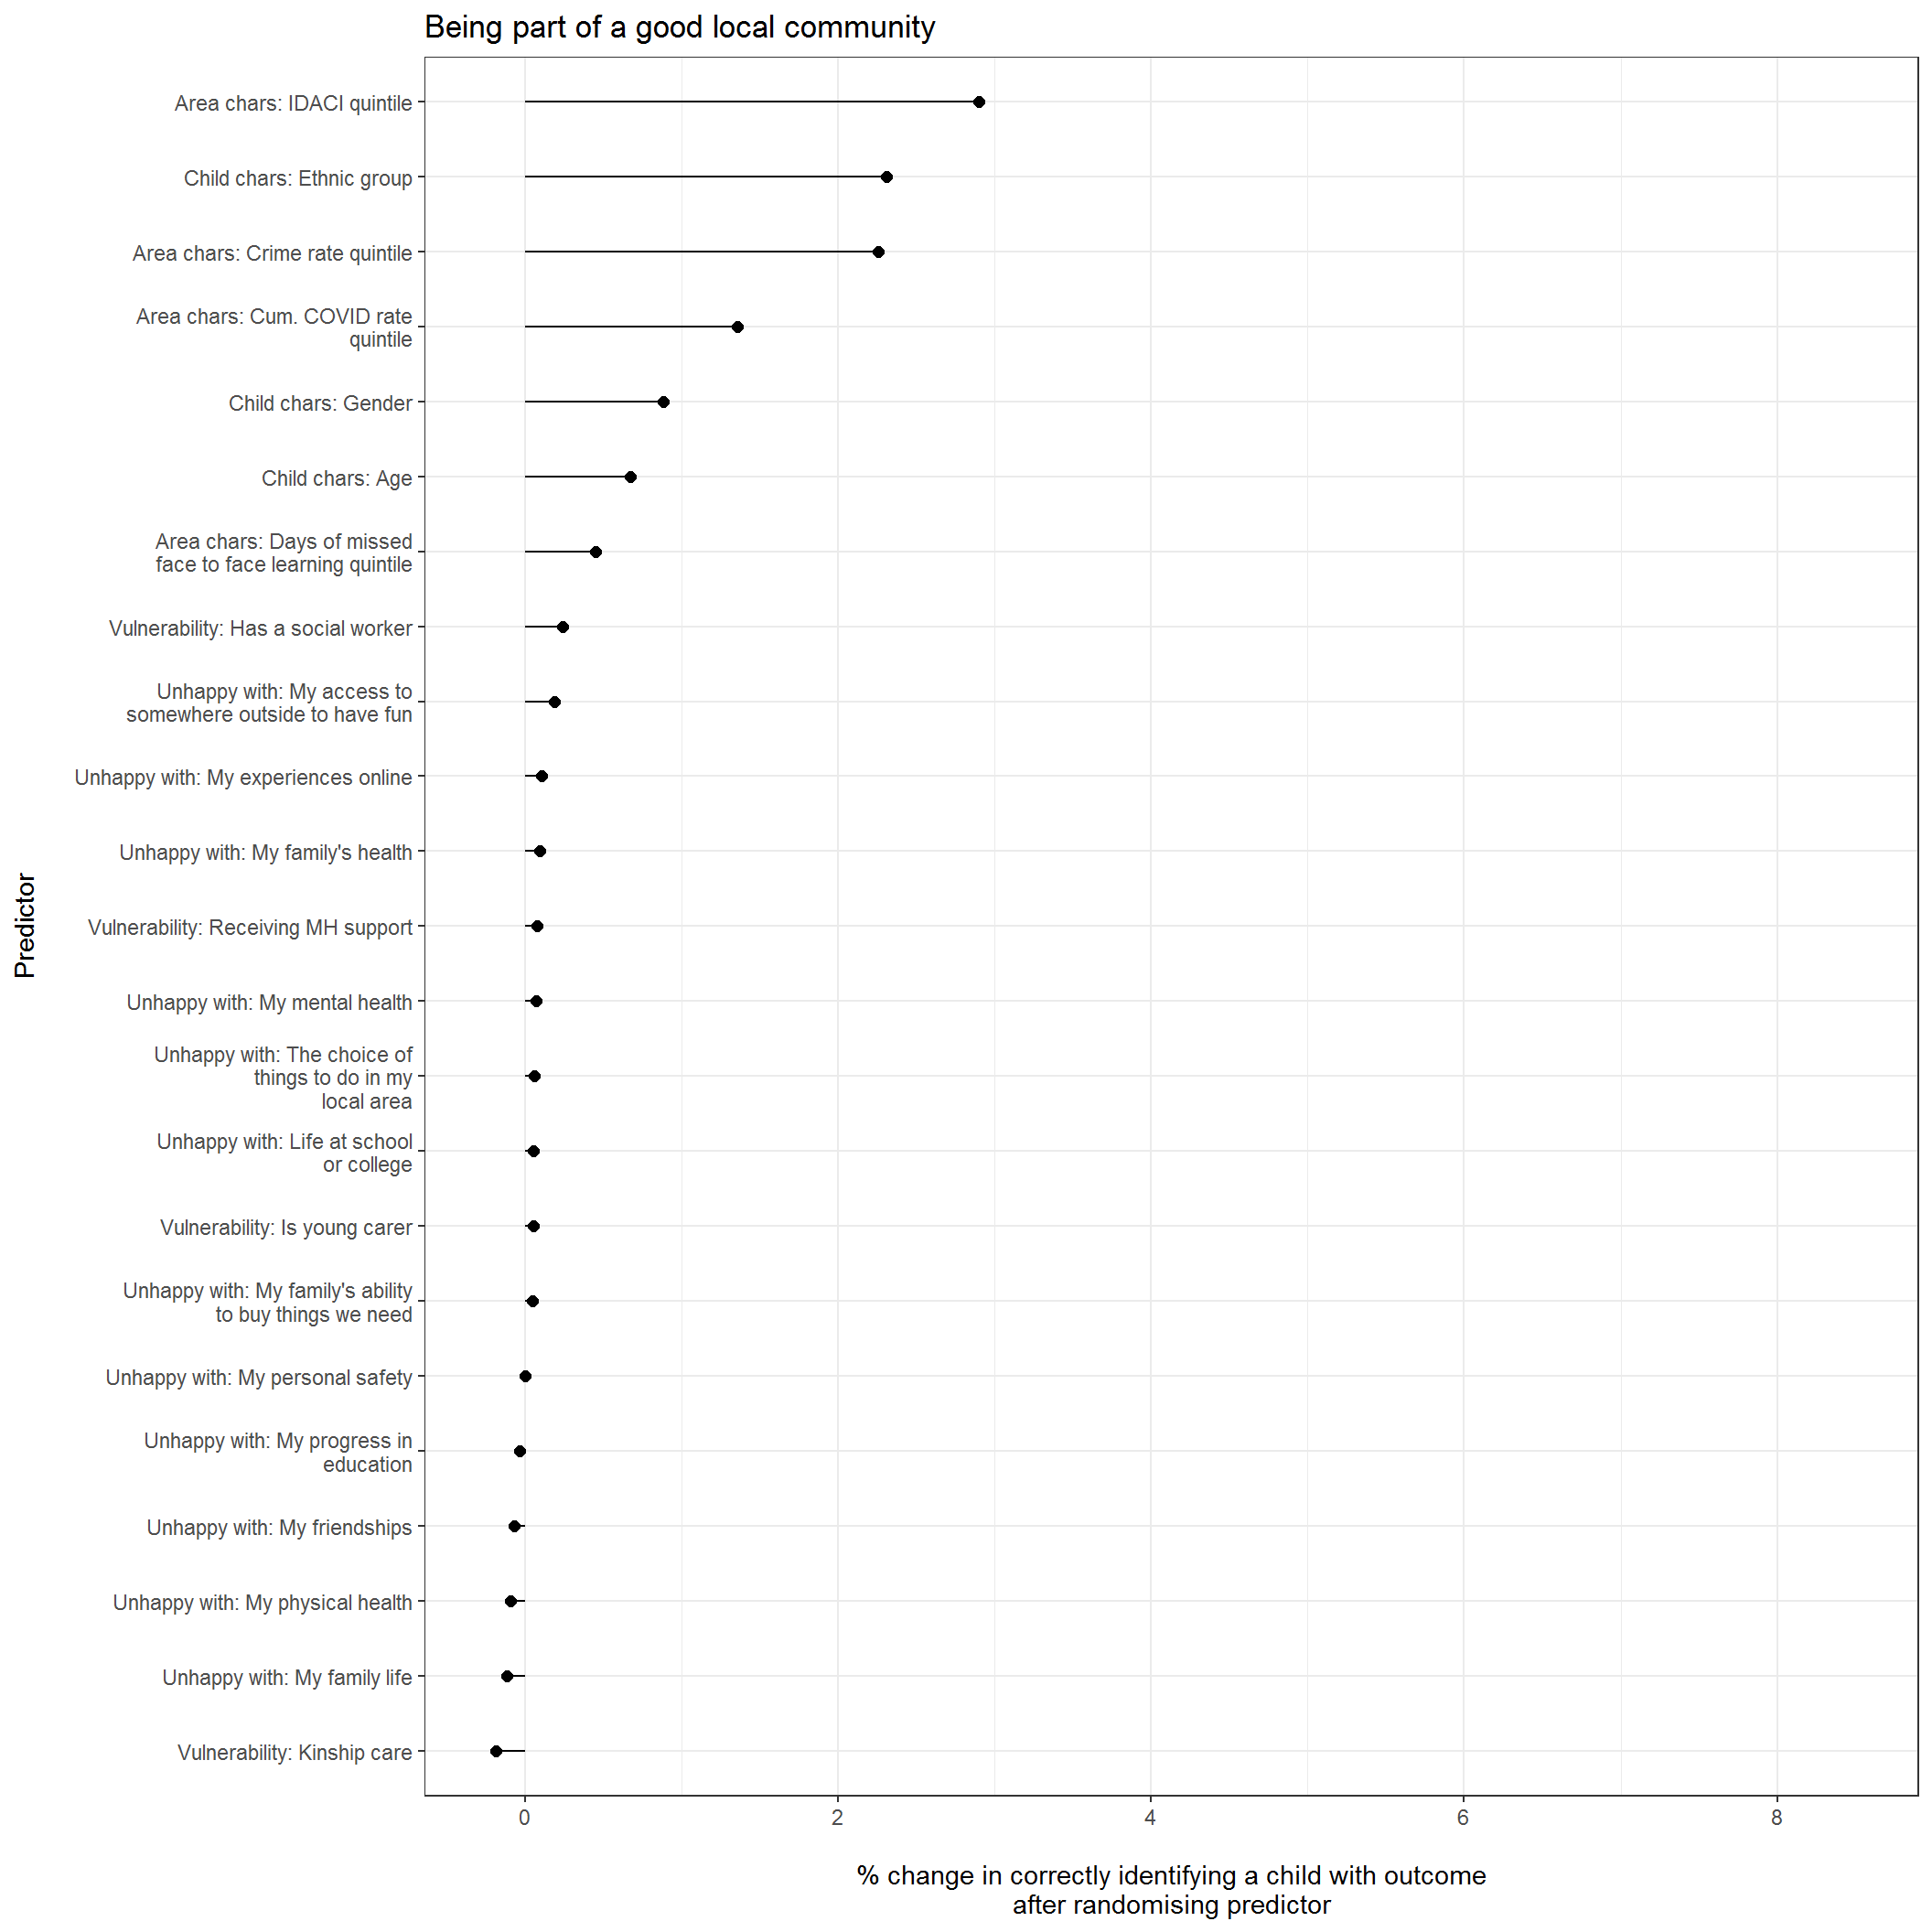 Being part of a good local community
Area chars: IDACI quintile
Child chars: Ethnic group
Area chars: Crime rate quintile
Area chars: Cum. COVID rate
quintile
Child chars: Gender
Child chars: Age
Area chars: Days of missed
face to face learning quintile
Vulnerability: Has a social worker
Unhappy with: My access to
somewhere outside to have fun
Unhappy with: My experiences online
Unhappy with: My family's health
Vulnerability: Receiving MH support
Unhappy with: My mental health
Unhappy with: The choice of
things to do in my
local area
Unhappy with: Life at school
or college
Vulnerability: Is young carer
Unhappy with: My family's ability
to buy things we need
Unhappy with: My personal safety
Unhappy with: My progress in
education
Unhappy with: My friendships
Unhappy with: My physical health
Unhappy with: My family life
Vulnerability: Kinship care
Predictor
0 2 4 6 8
% change in correctly identifying a child with outcome
after randomising predictor